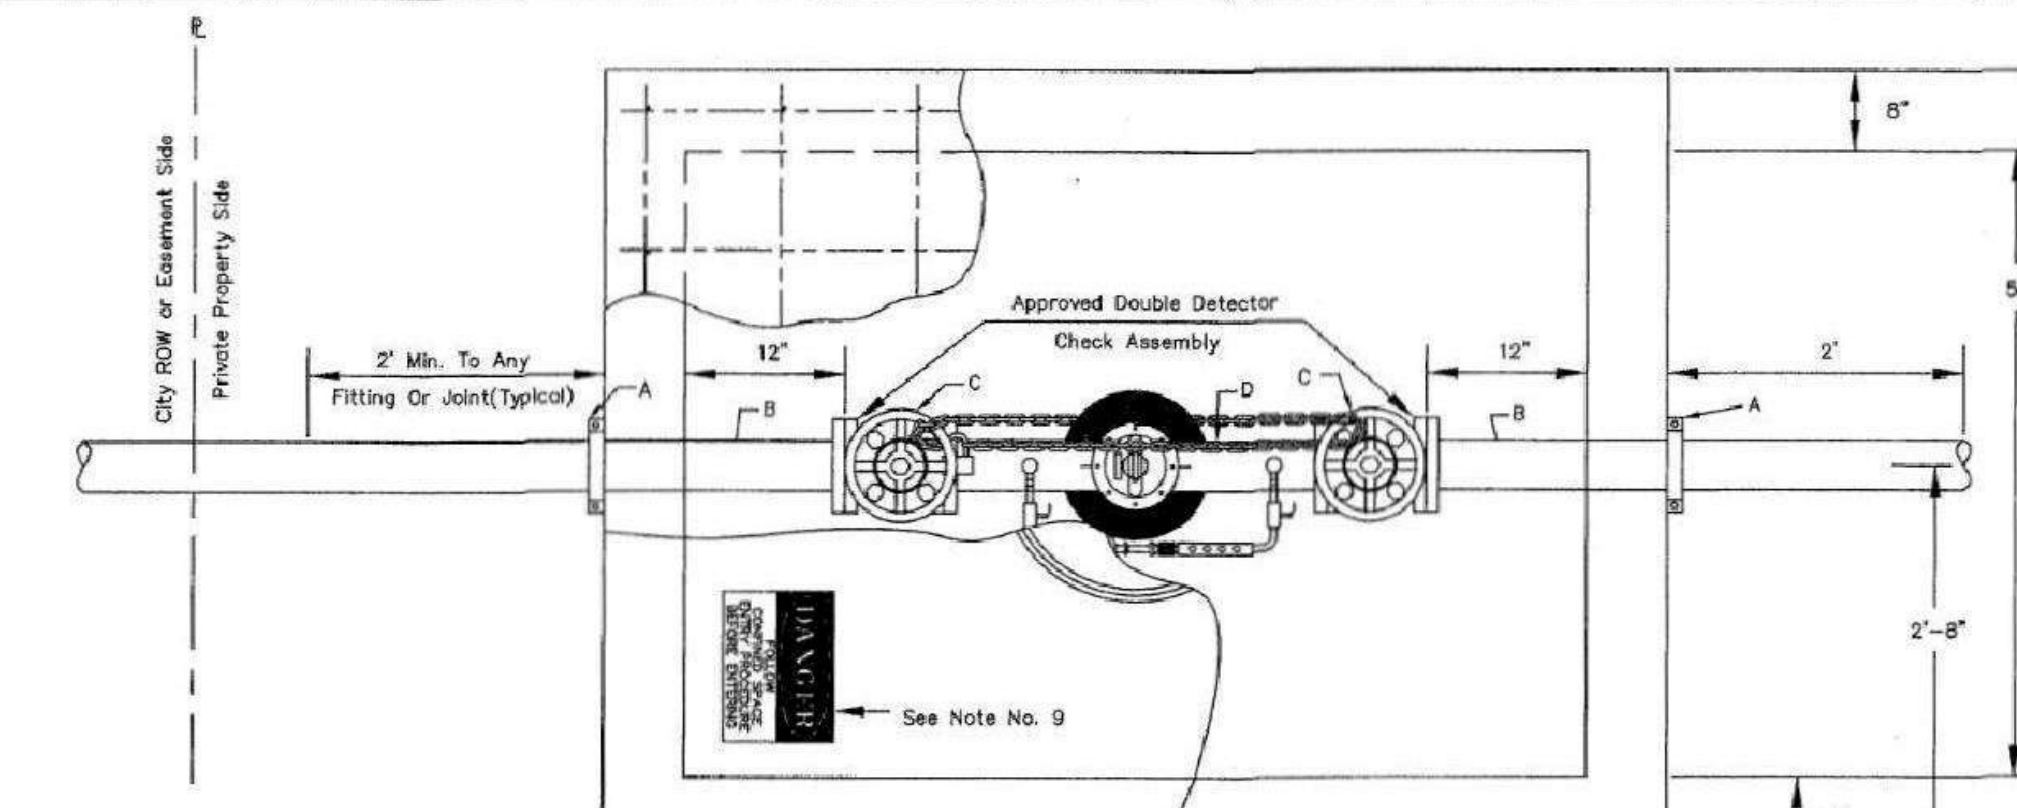 PL
City ROW or Easement Side
Private Property Side
8"
5
Approved Double Detector
Check Assembly
2' Min. To Any
Fitting Or Joint(Typical)
12"
12"
2"
A
B
C
D
C
B
A
2'-8"
DANGER
FOLLOW
CONFINED SPACE
ENTRY PROCEDURE
BEFORE ENTERING
See Note No. 9